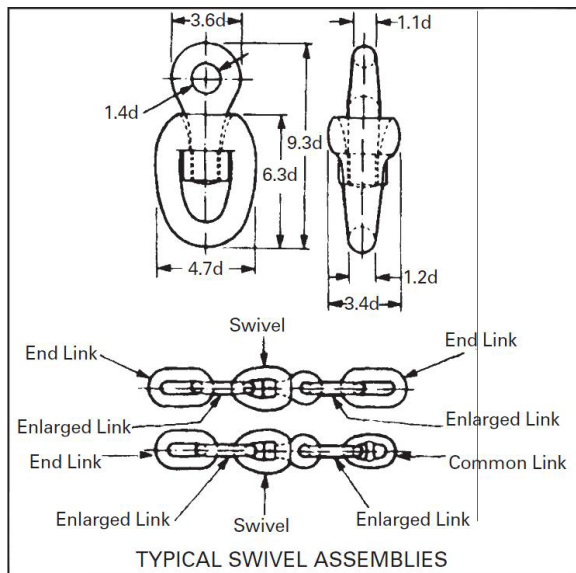 3.6d
1.1d
1.4d
9.3d
6.3d
4.7d
1.2d
3.4d
Swivel
End Link
End Link
Enlarged Link
Enlarged Link
End Link
Common Link
Enlarged Link
Enlarged Link
Swivel
TYPICAL SWIVEL ASSEMBLIES